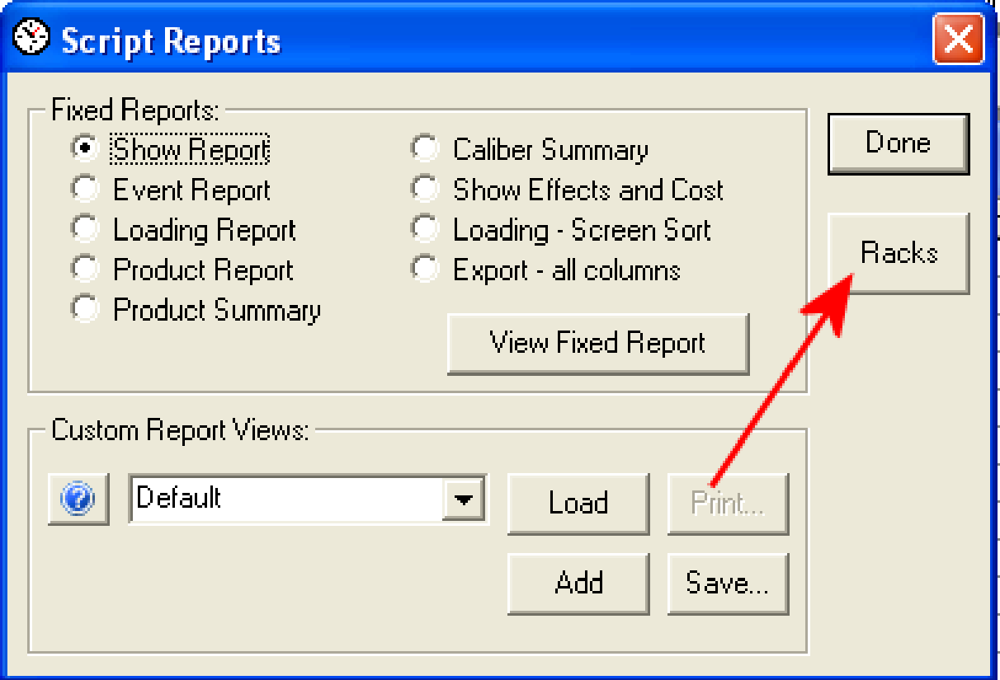 Script Reports
Fixed Reports:
Show Report
Event Report
Loading Report
Product Report
Product Summary
Caliber Summary
Show Effects and Cost
Loading - Screen Sort
Export - all columns
View Fixed Report
Done
Racks
Custom Report Views:
Default
Load
Print...
Add
Save...